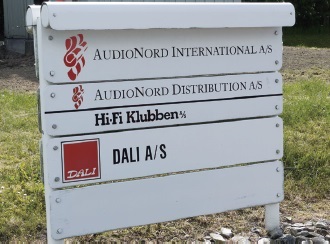 AUDIONORD INTERNATIONAL A/S
AUDIONORD DISTRIBUTION A/S
Hi-Fi Klubben A/S
DALI
DALI A/S